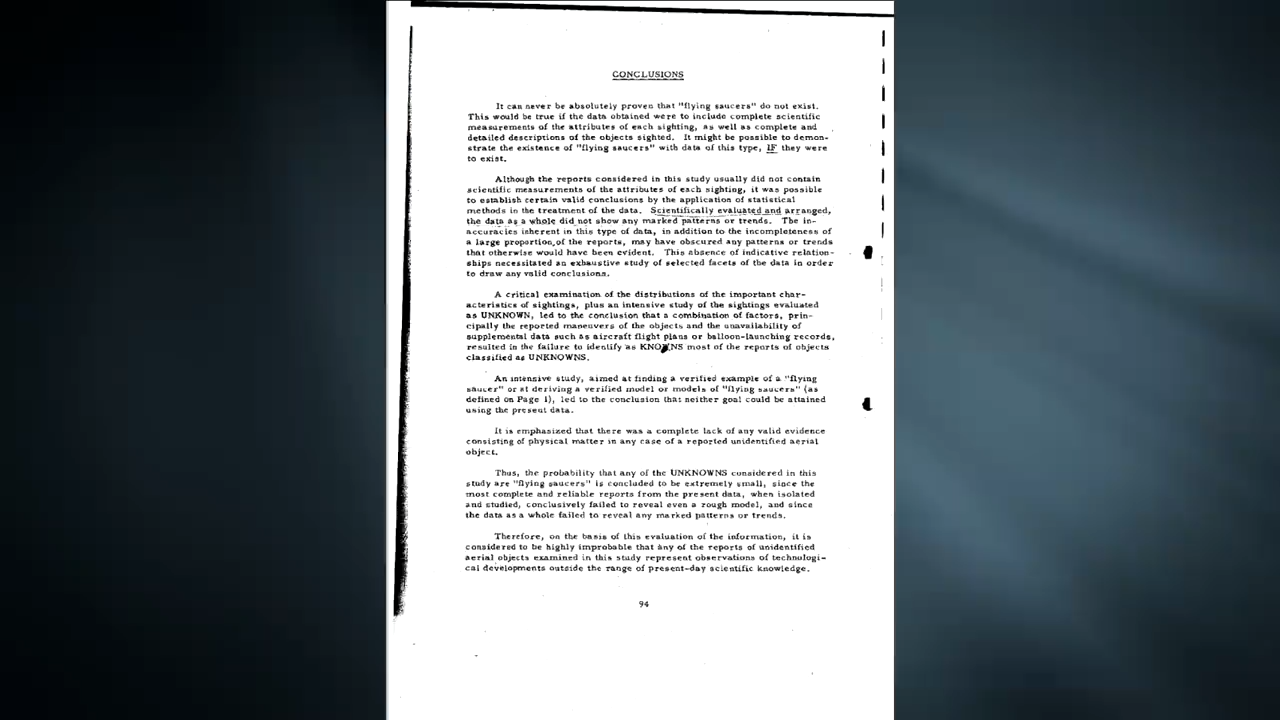 CONCLUSIONS
It can never be absolutely proven that "flying saucers" do not exist.
This would be true if the data obtained were to include complete scientific
measurements of the attributes of each sighting, as well as complete and
detailed descriptions of the objects sighted. It might be possible to demon-
strate the existence of "flying saucers" with data of this type, IF they were
to exist.
Although the reports considered in this study usually did not contain
scientific measurements of the attributes of each sighting, it was possible
to establish certain valid conclusions by the application of statistical
methods in the treatment of the data. Scientifically evaluated and arranged,
the data as a whole did not show any marked patterns or trends. The in-
accuracies inherent in this type of data, in addition to the incompleteness of
a large proportion of the reports, may have obscured any patterns or trends
that otherwise would have been evident. This absence of indicative relation-
ships necessitated an exhaustive study of selected facets of the data in order
to draw any valid conclusions.
A critical examination of the distributions of the important char-
acteristics of sightings, plus an intensive study of the sightings evaluated
as UNKNOWN, led to the conclusion that a combination of factors, prin-
cipally the reported maneuvers of the objects and the unavailability of
supplemental data such as aircraft flight plans or balloon-launching records,
resulted in the failure to identify as KNOWNS most of the reports of objects
classified as UNKNOWNS.
An intensive study, aimed at finding a verified example of a "flying
saucer" or at deriving a verified model or models of "flying saucers" (as
defined on Page 1), led to the conclusion that neither goal could be attained
using the present data.
It is emphasized that there was a complete lack of any valid evidence
consisting of physical matter in any case of a reported unidentified aerial
object.
Thus, the probability that any of the UNKNOWNS considered in this
study are "flying saucers" is concluded to be extremely small, since the
most complete and reliable reports from the present data, when isolated
and studied, conclusively failed to reveal even a rough model, and since
the data as a whole failed to reveal any marked patterns or trends.
Therefore, on the basis of this evaluation of the information, it is
considered to be highly improbable that any of the reports of unidentified
aerial objects examined in this study represent observations of technologi-
cal developments outside the range of present-day scientific knowledge.
94